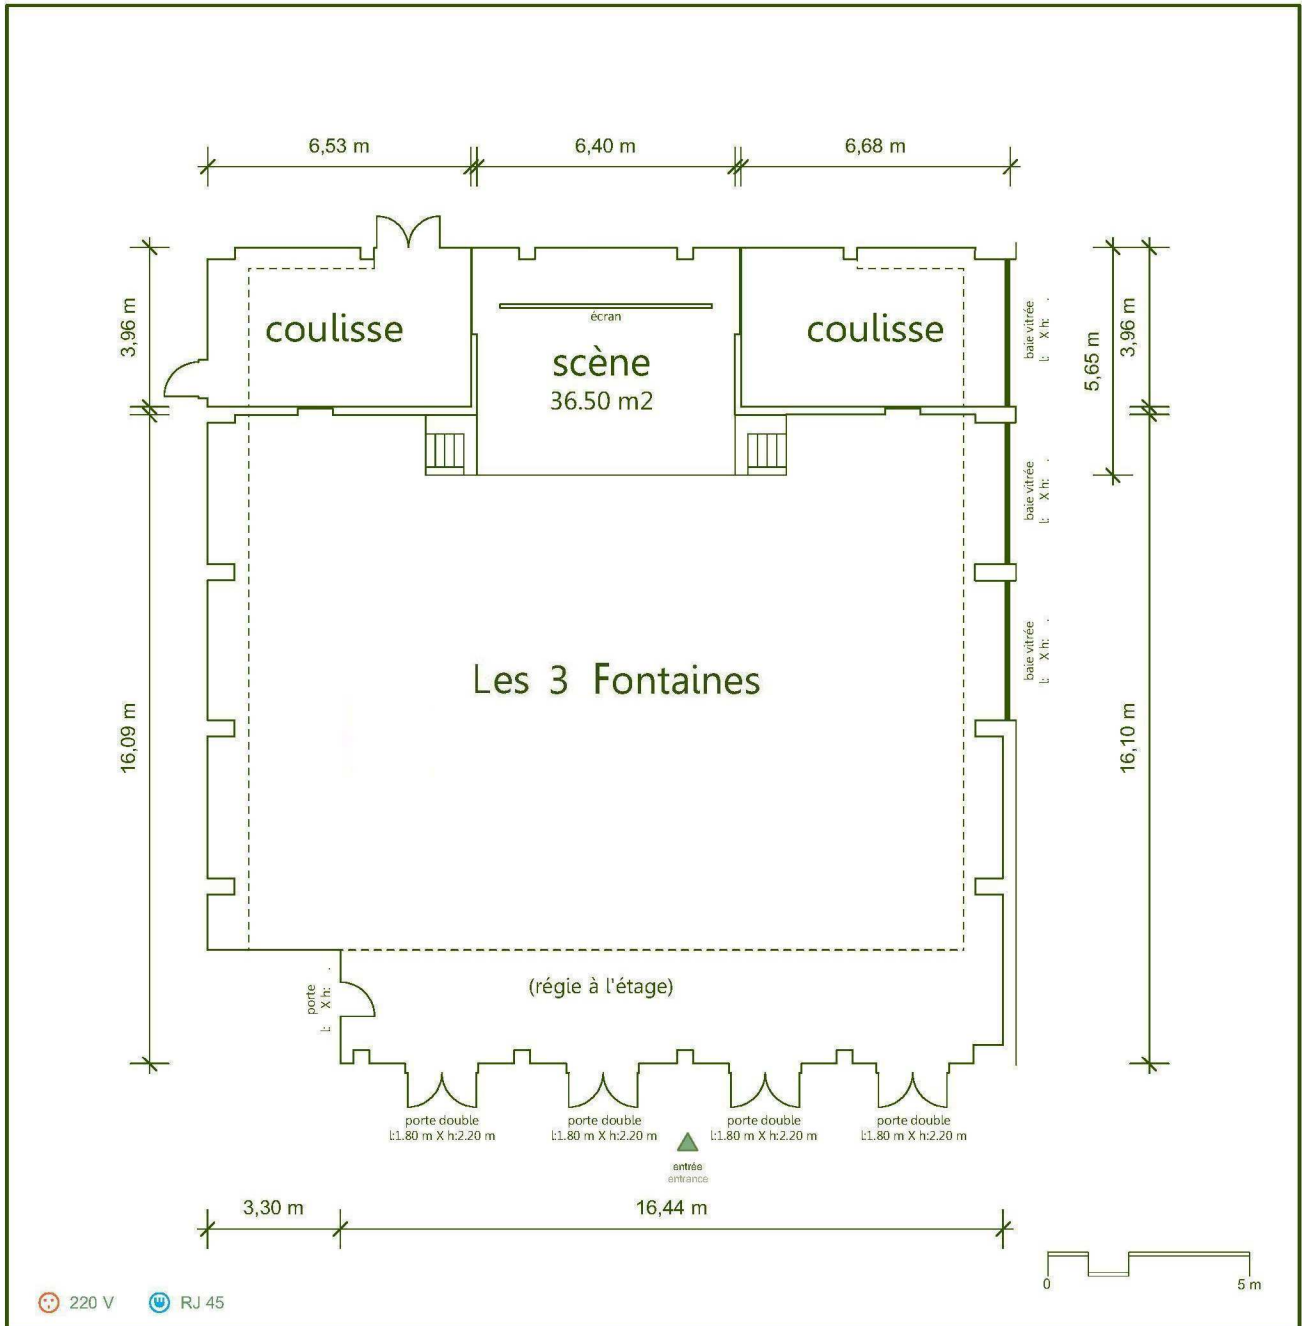 6,53 m
6,40 m
6,68 m
3,96 m
coulisse
écran
scène
36.50 m2
coulisse
baie vitrée
l: X h: .
5,65 m
3,96 m
baie vitrée
l: X h: .
Les 3 Fontaines
baie vitrée
l: X h: .
16,09 m
16,10 m
(régie à l'étage)
porte
l: X h: .
porte double
l:1.80 m X h:2.20 m
porte double
l:1.80 m X h:2.20 m
porte double
l:1.80 m X h:2.20 m
porte double
l:1.80 m X h:2.20 m
entrée
entrance
3,30 m
16,44 m
0
5 m
220 V
RJ 45